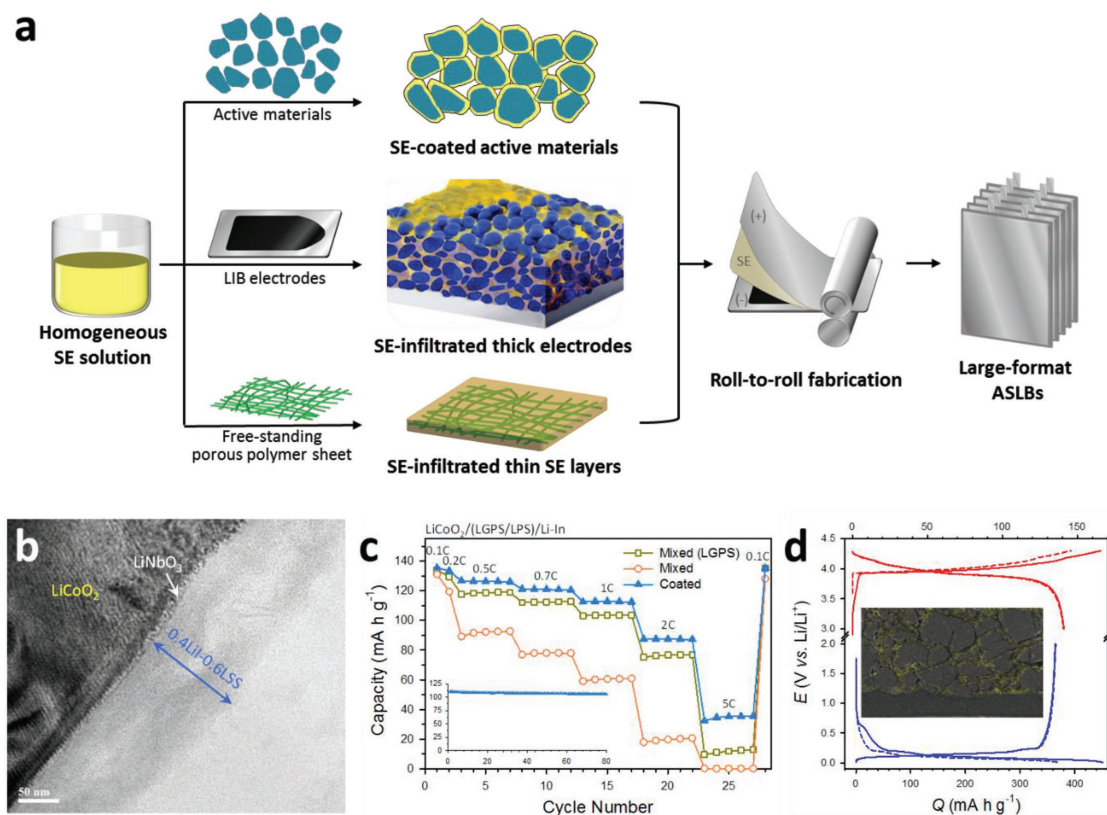 a
Active materials
SE-coated active materials
Homogeneous
SE solution
LIB electrodes
SE-infiltrated thick electrodes
Free-standing
porous polymer sheet
SE-infiltrated thin SE layers
(+)
SE
(-)
Roll-to-roll fabrication
Large-format
ASLBs
b
LiCoO2
LiNbO3
0.4LiI-0.6LSS
50 nm
c
LiCoO2/(LGPS/LPS)/Li-In
Capacity (mA h g-1)
140
120
100
80
60
40
20
0
0.1C
0.2C
0.5C
0.7C
1C
2C
5C
0.1C
Mixed (LGPS)
Mixed
Coated
125
100
75
50
25
0
0 20 40 60 80
0 5 10 15 20 25
Cycle Number
d
0 50 100 150
E (V vs. Li/Li+)
4.5
4.0
3.5
3.0
2.0
1.5
1.0
0.5
0.0
0 100 200 300 400
Q (mA h g-1)